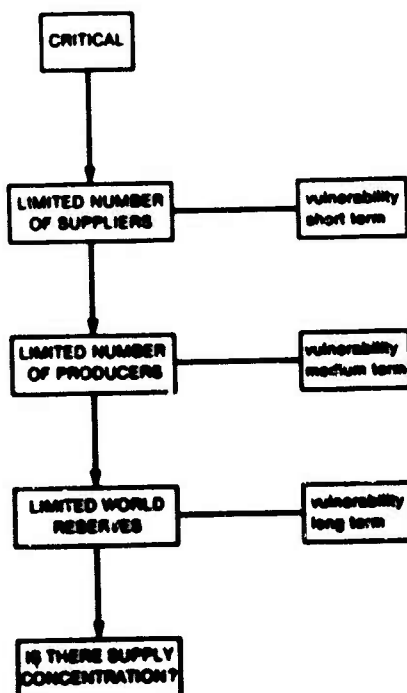 CRITICAL
LIMITED NUMBER
OF SUPPLIERS
vulnerability
short term
LIMITED NUMBER
OF PRODUCERS
vulnerability
medium term
LIMITED WORLD
RESERVES
vulnerability
long term
IS THERE SUPPLY
CONCENTRATION?